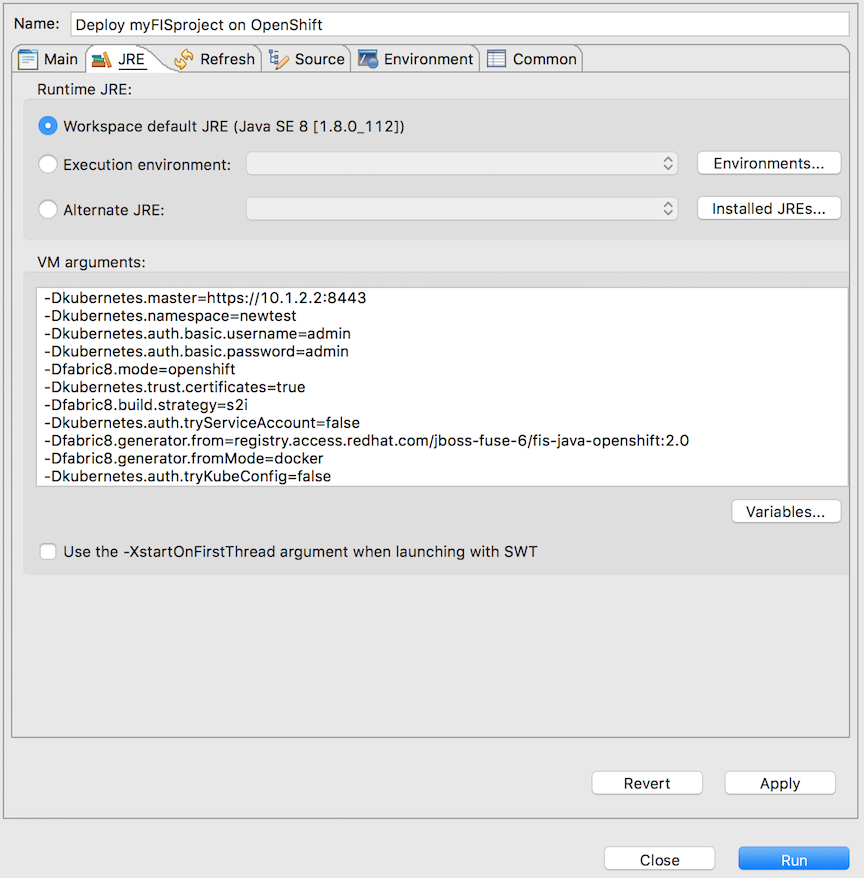 Name: Deploy myFISproject on OpenShift
Main JRE Refresh Source Environment Common
Runtime JRE:
Workspace default JRE (Java SE 8 [1.8.0_112])
Execution environment: Environments...
Alternate JRE: Installed JREs...
VM arguments:
-Dkubernetes.master=https://10.1.2.2:8443
-Dkubernetes.namespace=newtest
-Dkubernetes.auth.basic.username=admin
-Dkubernetes.auth.basic.password=admin
-Dfabric8.mode=openshift
-Dkubernetes.trust.certificates=true
-Dfabric8.build.strategy=s2i
-Dkubernetes.auth.tryServiceAccount=false
-Dfabric8.generator.from=registry.access.redhat.com/jboss-fuse-6/fis-java-openshift:2.0
-Dfabric8.generator.fromMode=docker
-Dkubernetes.auth.tryKubeConfig=false
Variables...
Use the -XstartOnFirstThread argument when launching with SWT
Revert Apply
Close Run